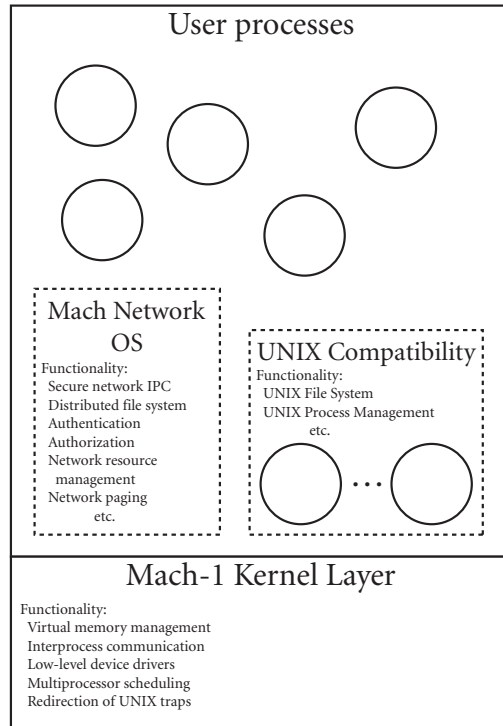 User processes
Mach Network
OS
Functionality:
Secure network IPC
Distributed file system
Authentication
Authorization
Network resource
management
Network paging
etc.
UNIX Compatibility
Functionality:
UNIX File System
UNIX Process Management
etc.
...
Mach-1 Kernel Layer
Functionality:
Virtual memory management
Interprocess communication
Low-level device drivers
Multiprocessor scheduling
Redirection of UNIX traps